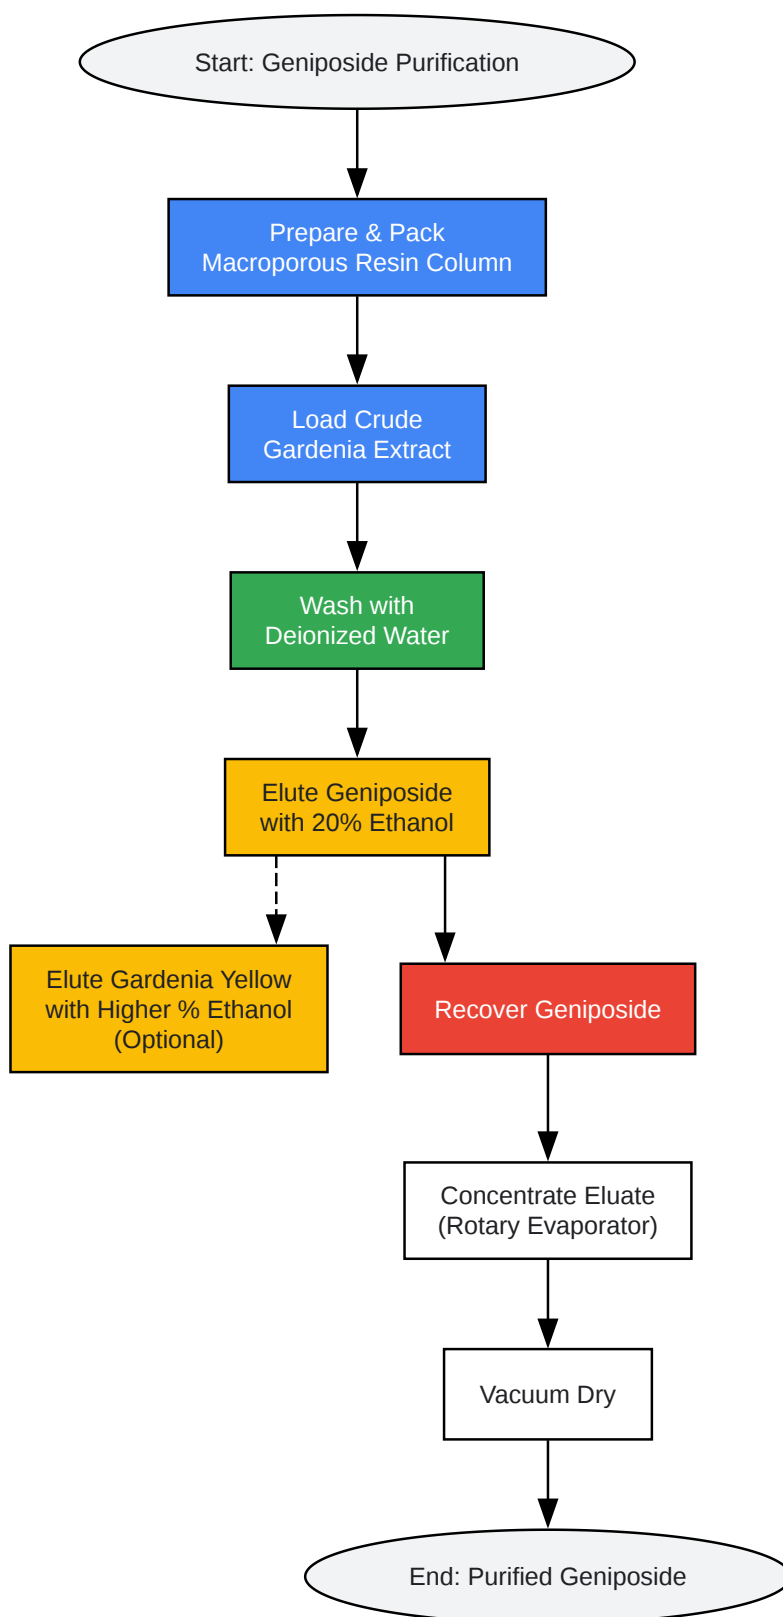 Start: Geniposide Purification
Prepare & Pack
Macroporous Resin Column
Load Crude
Gardenia Extract
Wash with
Deionized Water
Elute Geniposide
with 20% Ethanol
Elute Gardenia Yellow
with Higher % Ethanol
(Optional)
Recover Geniposide
Concentrate Eluate
(Rotary Evaporator)
Vacuum Dry
End: Purified Geniposide